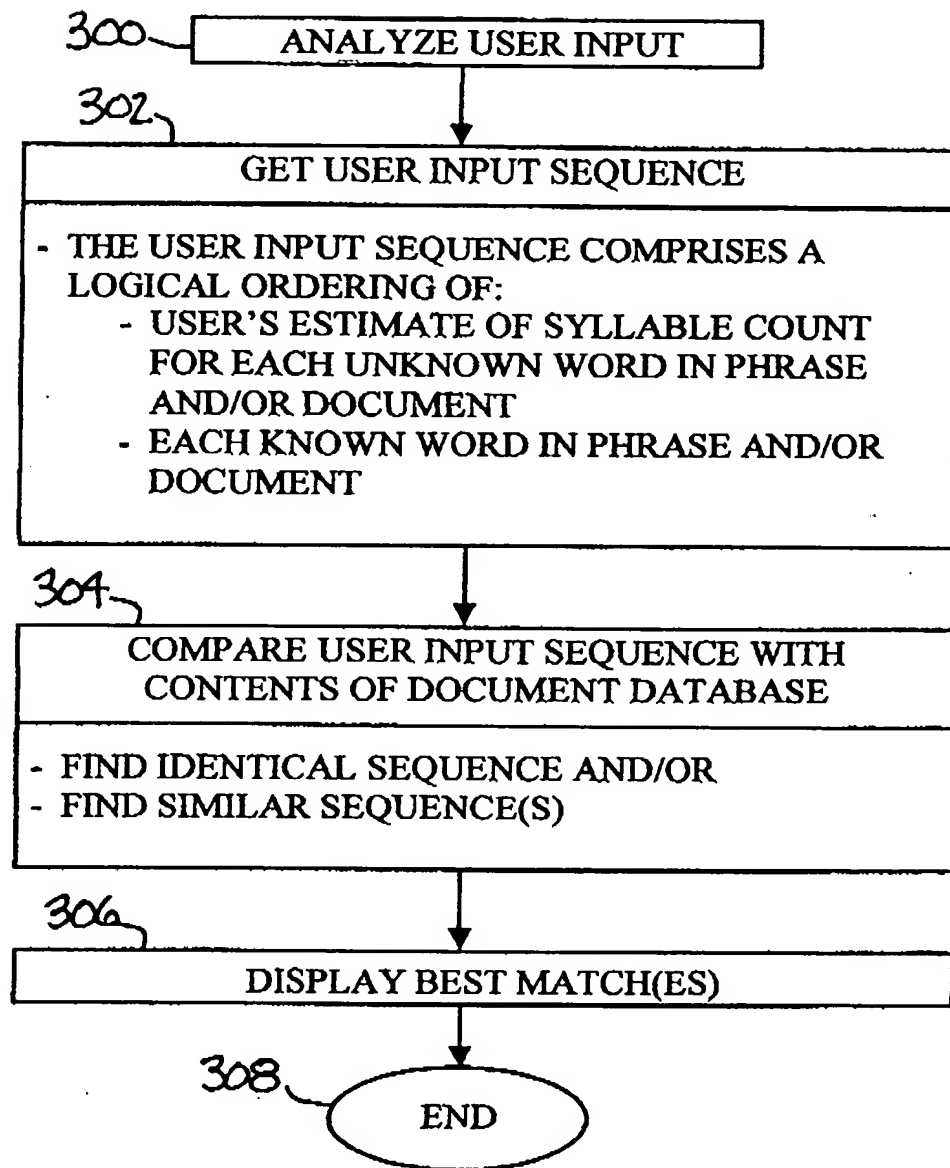 300
ANALYZE USER INPUT
302
GET USER INPUT SEQUENCE
- THE USER INPUT SEQUENCE COMPRISES A
LOGICAL ORDERING OF:
- USER'S ESTIMATE OF SYLLABLE COUNT
FOR EACH UNKNOWN WORD IN PHRASE
AND/OR DOCUMENT
- EACH KNOWN WORD IN PHRASE AND/OR
DOCUMENT
304
COMPARE USER INPUT SEQUENCE WITH
CONTENTS OF DOCUMENT DATABASE
- FIND IDENTICAL SEQUENCE AND/OR
- FIND SIMILAR SEQUENCE(S)
306
DISPLAY BEST MATCH(ES)
308
END